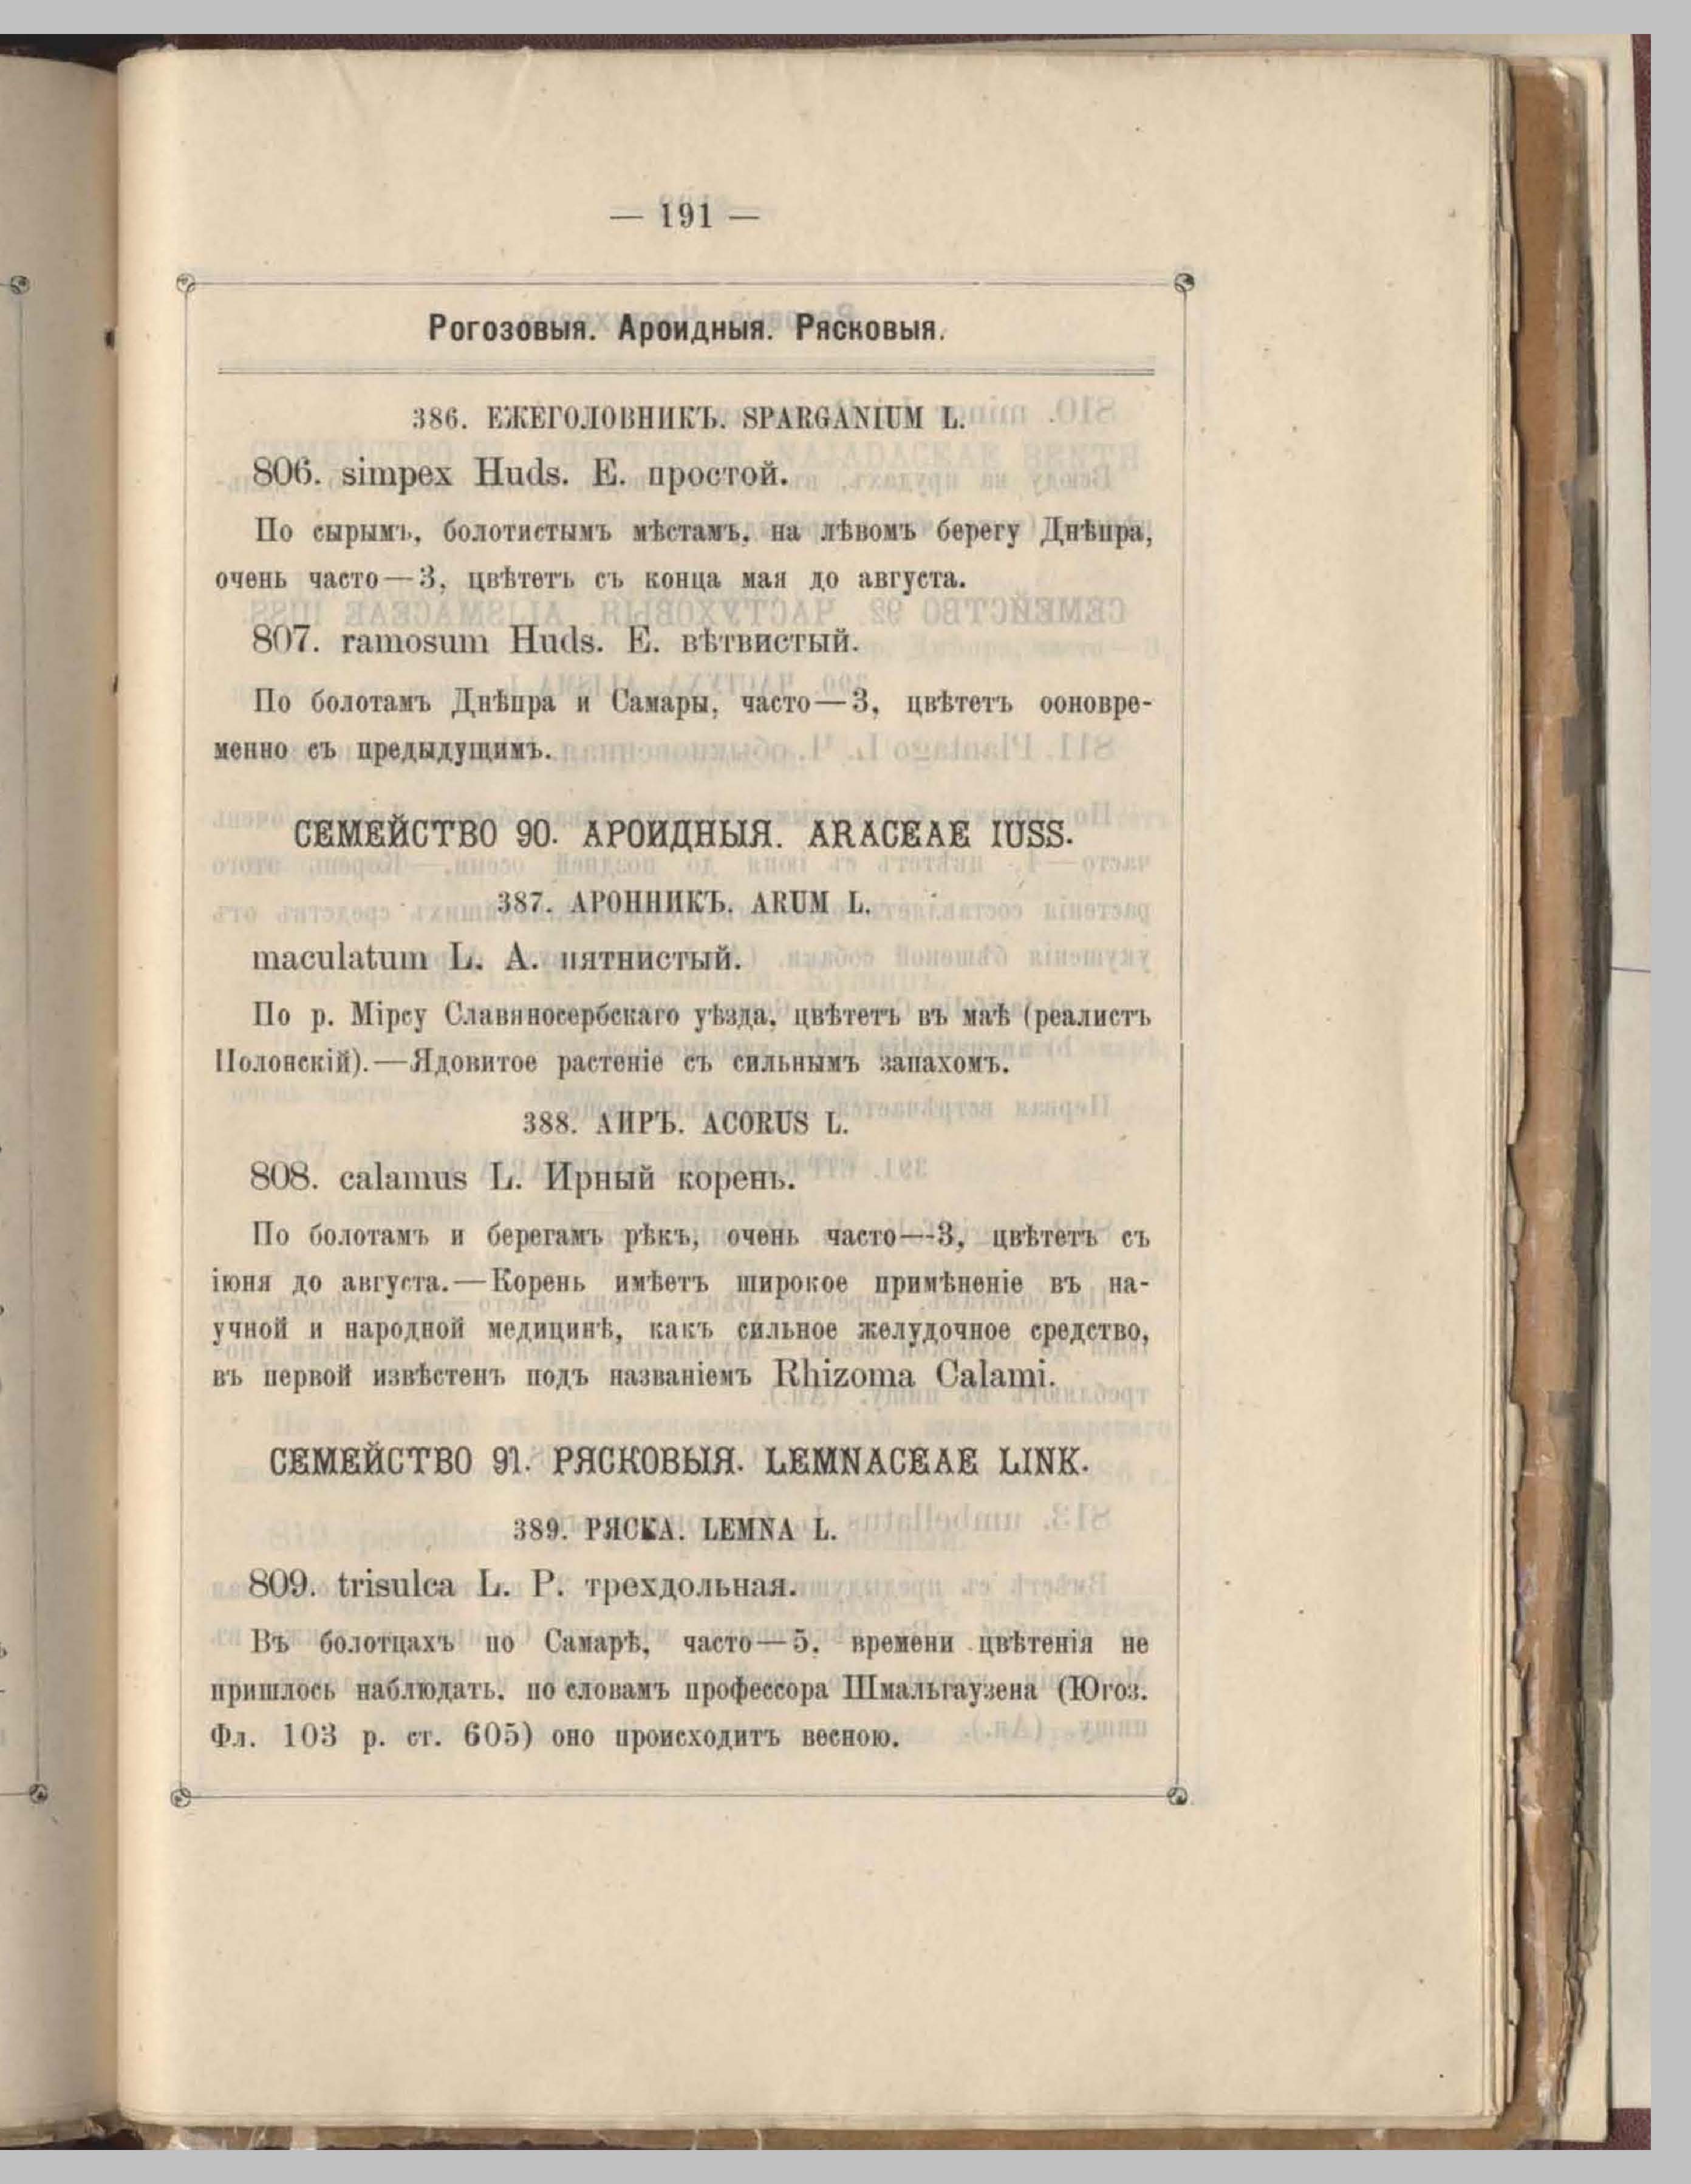 — 191 —
Рогозовыя. Ароидныя. Рясковыя.
386. ЕЖЕГОЛОВНИКЪ. SPARGANIUM L.
806. simpex Huds. Е. простой.
По сырымъ, болотистымъ мѣстамъ, на лѣвомъ берегу Днѣпра,
очень часто—3, цвѣтетъ съ конца мая до августа.
807. ramosum Huds. Е. вѣтвистый.
По болотамъ Днѣпра и Самары, часто—3, цвѣтетъ ооновре-
менно съ предыдущимъ.
СЕМЕЙСТВО 90. АРОИДНЫЯ. ARACEAE IUSS.
387. АРОННИКЪ. ARUM L.
maculatum L. А. пятнистый.
По р. Мірсу Славяносербскаго уѣзда, цвѣтетъ въ маѣ (реалистъ
Полонскій).—Ядовитое растеніе съ сильнымъ запахомъ.
388. АИРЪ. ACORUS L.
808. calamus L. Ирный корень.
По болотамъ и берегамъ рѣкъ, очень часто—3, цвѣтетъ съ
іюня до августа.—Корень имѣетъ широкое примѣненіе въ на-
учной и народной медицинѣ, какъ сильное желудочное средство,
въ первой извѣстенъ подъ названіемъ Rhizoma Calami.
СЕМЕЙСТВО 91. РЯСКОВЫЯ. LEMNACEAE LINK.
389. РЯСКА. LEMNA L.
809. trisulca L. Р. трехдольная.
Въ болотцахъ по Самарѣ, часто—5, времени цвѣтенія не
пришлось наблюдать, по словамъ профессора Шмальгаузена (Югоз.
Фл. 103 р. ст. 605) оно происходитъ весною.